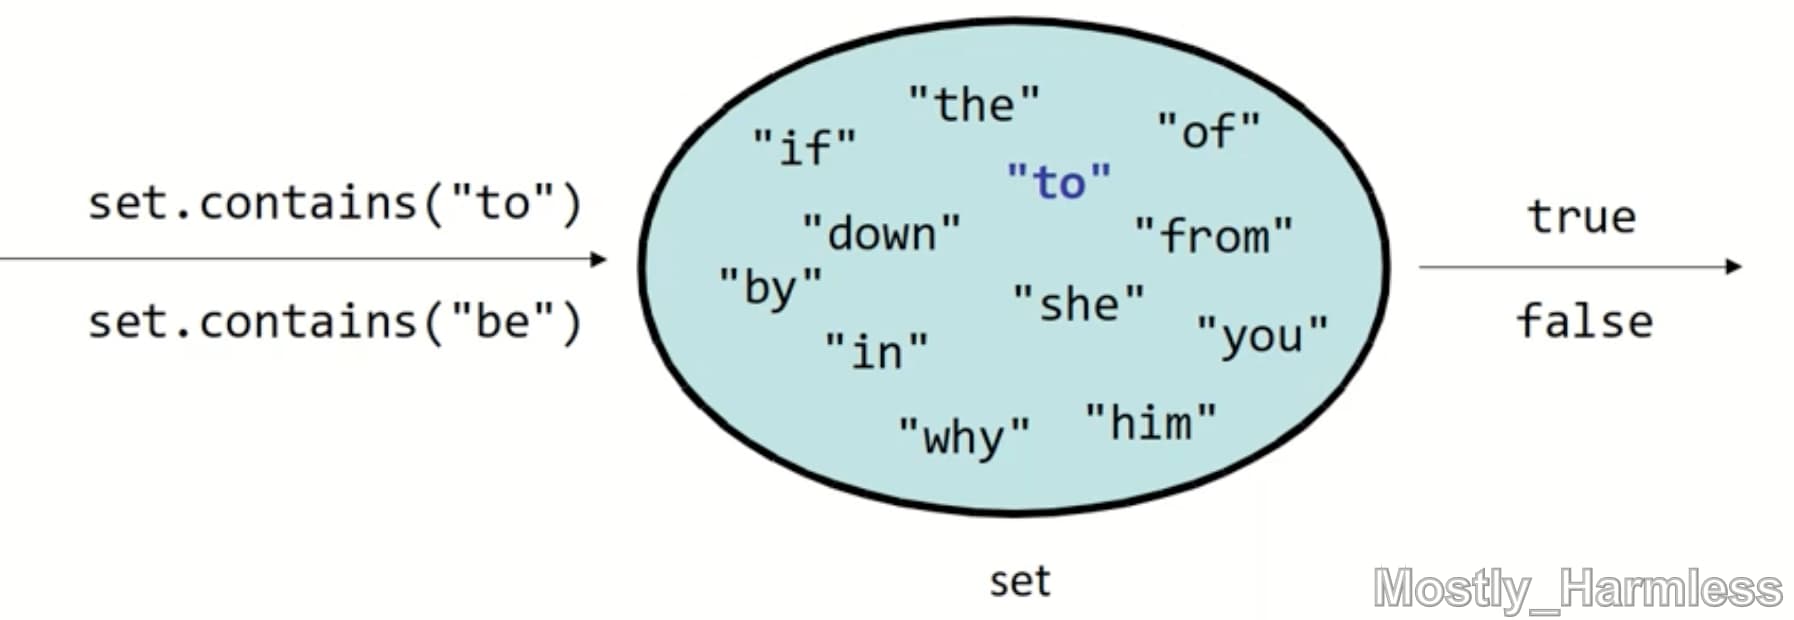 set.contains("to")
set.contains("be")
"the"
"if"
"of"
"to"
"down"
"from"
"by"
"she"
"in"
"you"
"why"
"him"
true
false
set
Mostly_Harmless